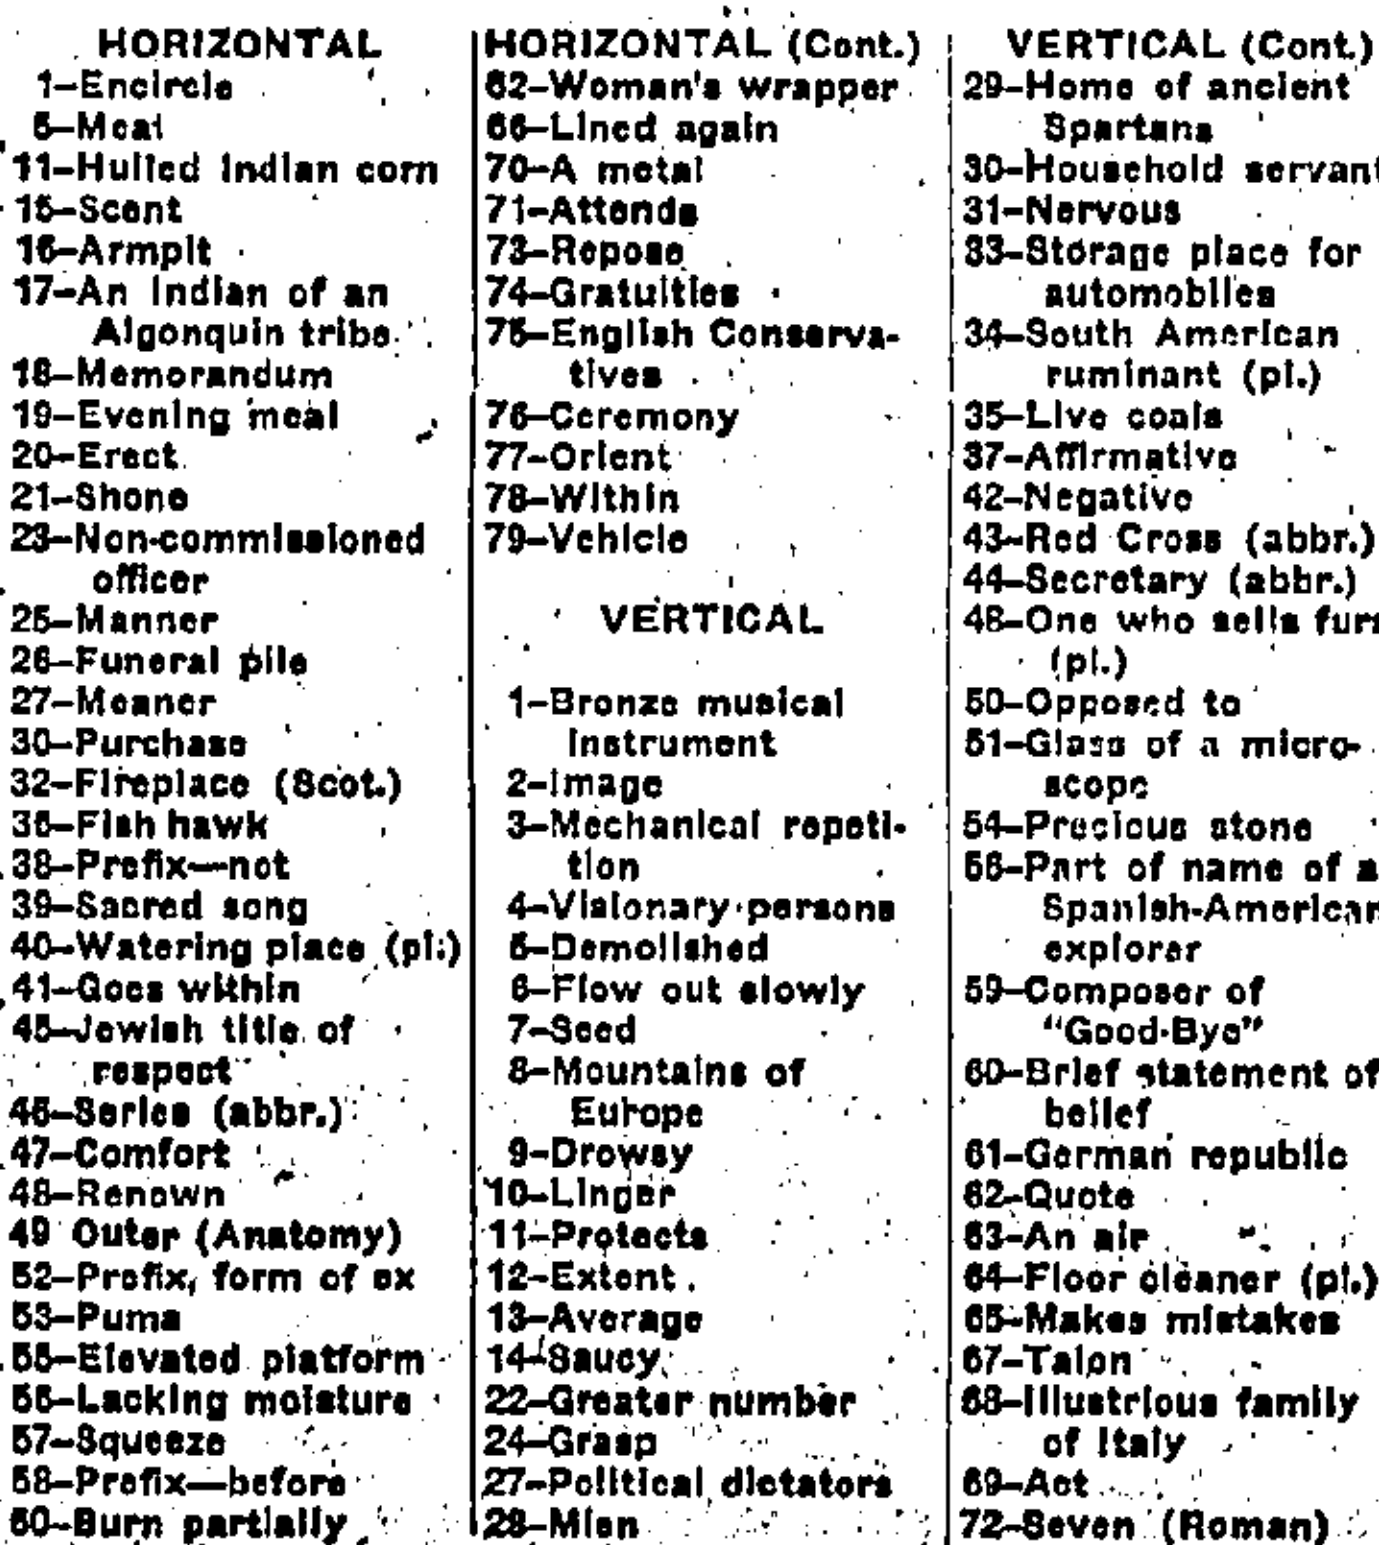 HORIZONTAL
1-Encircle
5-Meat
11-Hulled Indian corn
15-Scent
16-Armpit
17-An Indian of an
Algonquin tribe
18-Memorandum
19-Evening meal
20-Erect
21-Shone
23-Non-commissioned
officer
25-Manner
26-Funeral pile
27-Meaner
30-Purchase
32-Fireplace (Scot.)
36-Fish hawk
38-Prefix—not
39-Sacred song
40-Watering place (pl.)
41-Goes within
45-Jewish title of
respect
46-Series (abbr.)
47-Comfort
48-Renown
49 Outer (Anatomy)
52-Prefix, form of ex
53-Puma
55-Elevated platform
56-Lacking moisture
57-Squeeze
58-Prefix—before
60-Burn partially
HORIZONTAL (Cont.)
62-Woman's wrapper
66-Lined again
70-A metal
71-Attends
73-Repose
74-Gratuities
75-English Conserva-
tives
76-Ceremony
77-Orient
78-Within
79-Vehicle
VERTICAL
1-Bronze musical
instrument
2-Image
3-Mechanical repeti-
tion
4-Visionary persons
5-Demolished
6-Flow out slowly
7-Seed
8-Mountains of
Europe
9-Drowsy
10-Linger
11-Protects
12-Extent
13-Average
14-Saucy
22-Greater number
24-Grasp
27-Political dictators
28-Mien
VERTICAL (Cont.)
29-Home of ancient
Spartans
30-Household servant
31-Nervous
33-Storage place for
automobiles
34-South American
ruminant (pl.)
35-Live coals
37-Affirmative
42-Negative
43-Red Cross (abbr.)
44-Secretary (abbr.)
48-One who sells furs
(pl.)
50-Opposed to
51-Glass of a micro-
scope
54-Precious stone
56-Part of name of a
Spanish-American
explorer
59-Composer of
"Good-Bye"
60-Brief statement of
belief
61-German republic
62-Quote
63-An air
64-Floor cleaner (pl.)
65-Makes mistakes
67-Talon
68-Illustrious family
of Italy
69-Act
72-Seven (Roman)